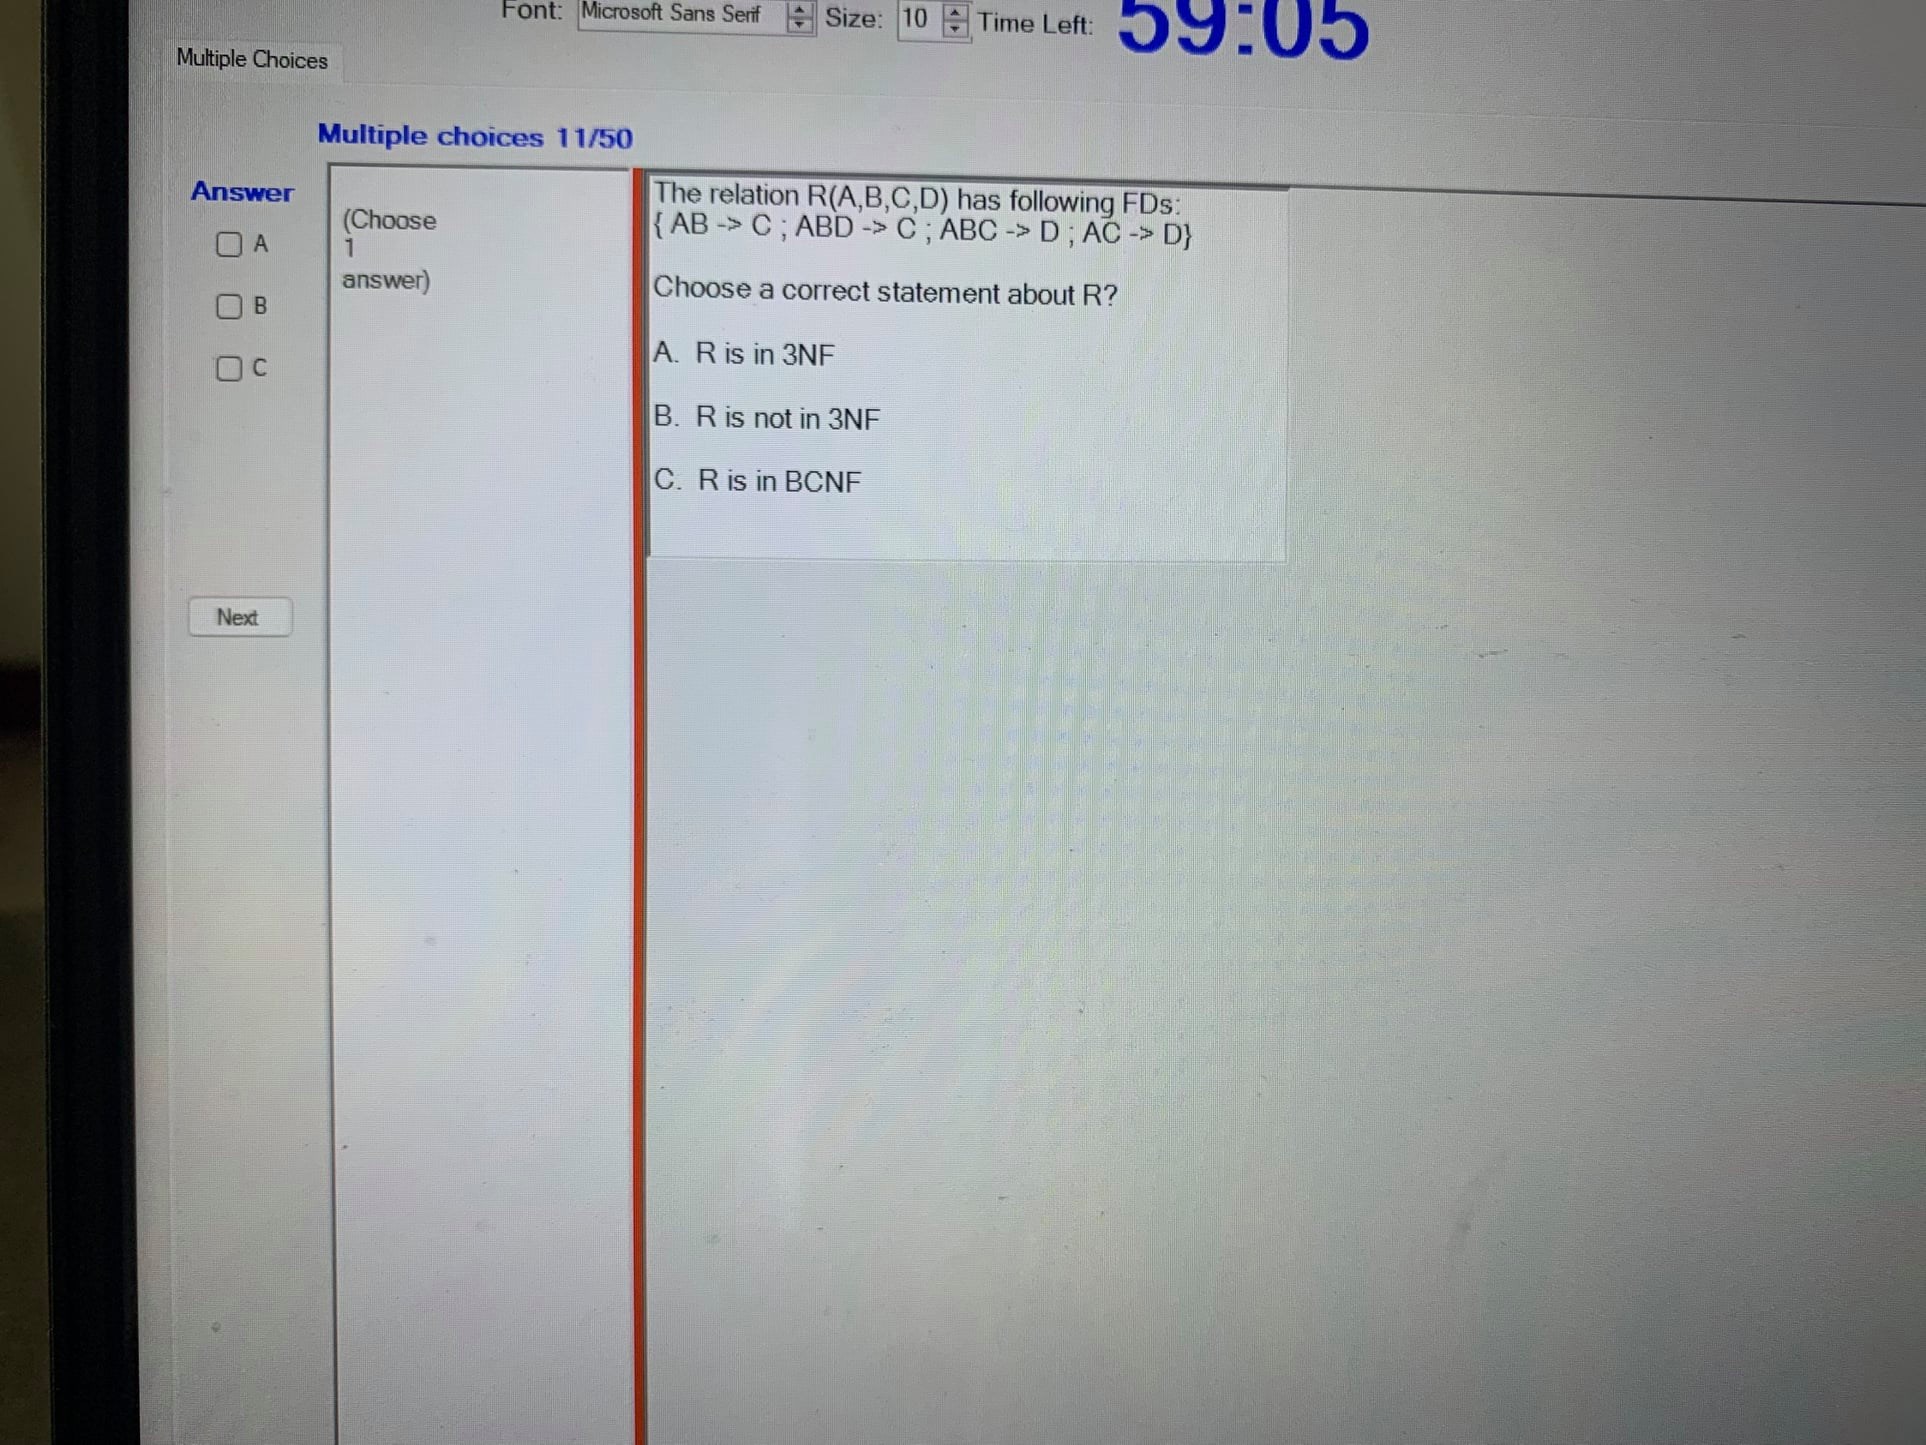 Font: Microsoft Sans Serif Size: 10 Time Left: 59:05
Multiple Choices
Multiple choices 11/50
Answer
A
B
C
Next
(Choose
1
answer)
The relation R(A,B,C,D) has following FDs:
{ AB -> C ; ABD -> C ; ABC -> D ; AC -> D}
Choose a correct statement about R?
A. R is in 3NF
B. R is not in 3NF
C. R is in BCNF